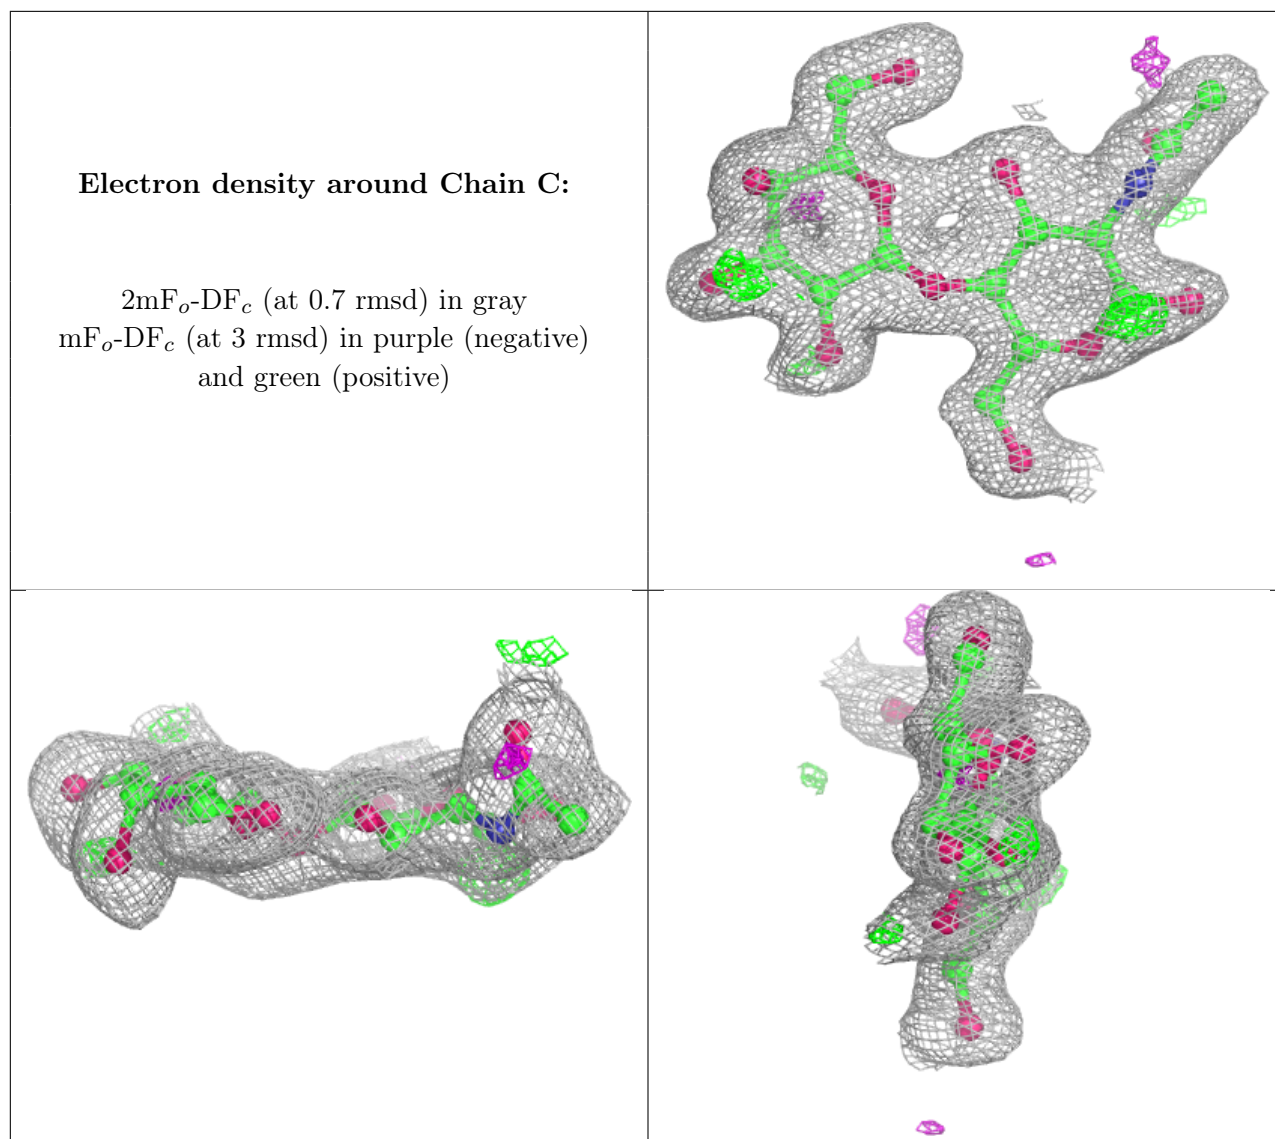 Electron density around Chain C:
2mFₒ-DF𝒸 (at 0.7 rmsd) in gray
mFₒ-DF𝒸 (at 3 rmsd) in purple (negative)
and green (positive)